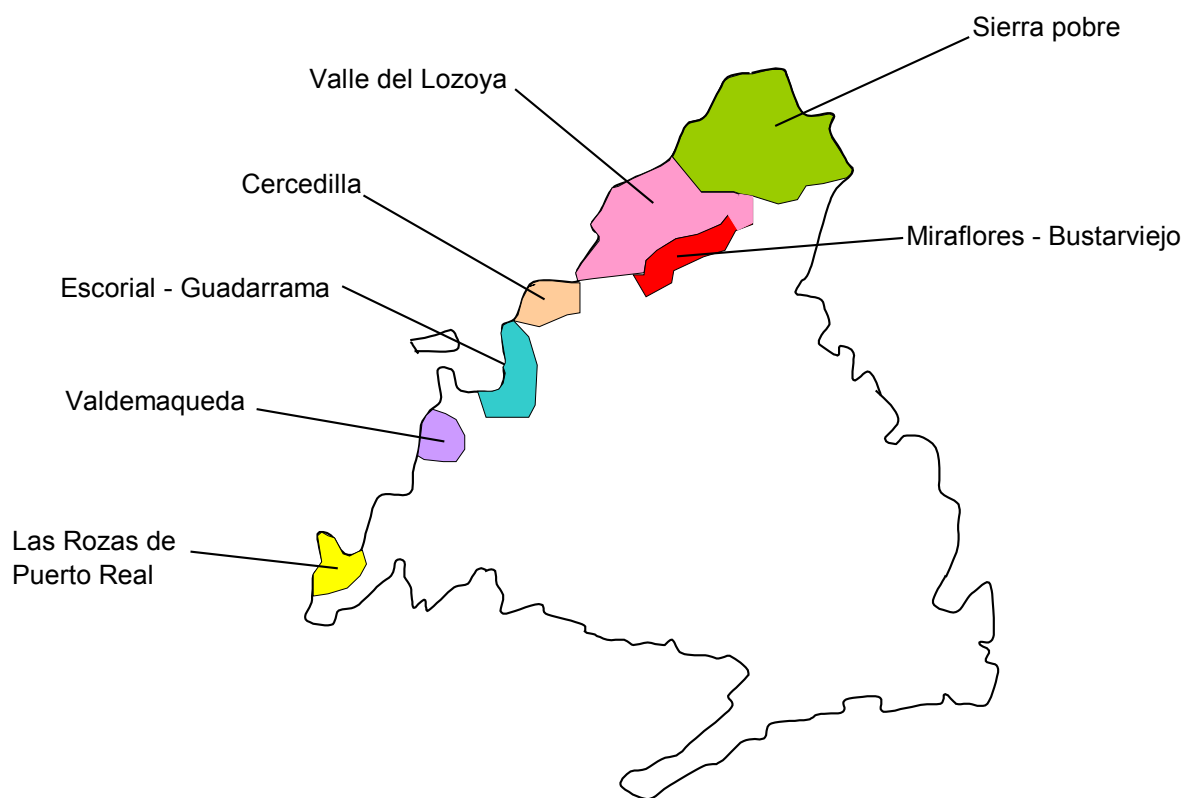 Sierra pobre
Valle del Lozoya
Cercedilla
Miraflores - Bustarviejo
Escorial - Guadarrama
Valdemaqueda
Las Rozas de
Puerto Real